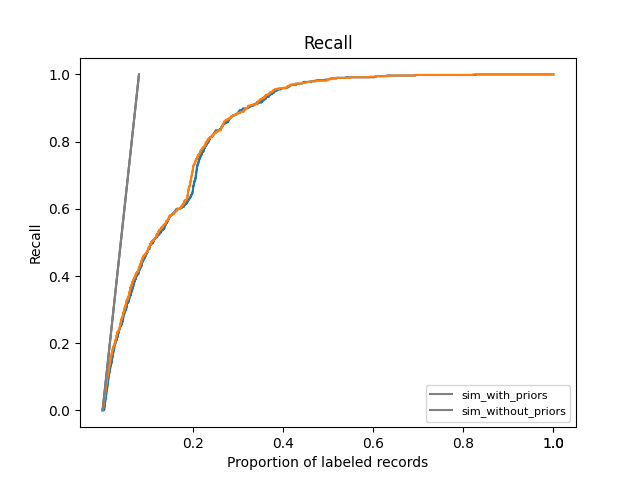 Recall
1.0
0.8
0.6
0.4
0.2
0.0
Recall
0.2 0.4 0.6 0.8 1.0
Proportion of labeled records
sim_with_priors
sim_without_priors